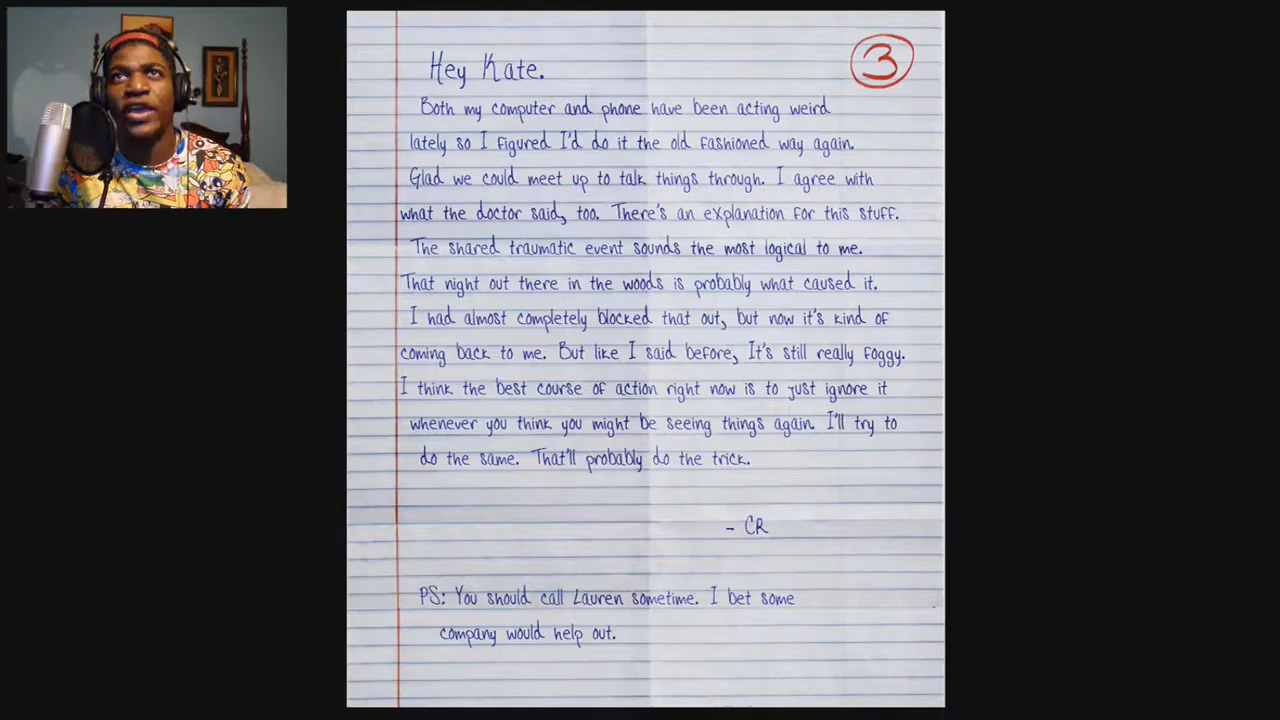 3
Hey Kate.
Both my computer and phone have been acting weird
lately so I figured I'd do it the old fashioned way again.
Glad we could meet up to talk things through. I agree with
what the doctor said, too. There's an explanation for this stuff.
The shared traumatic event sounds the most logical to me.
That night out there in the woods is probably what caused it.
I had almost completely blocked that out, but now it's kind of
coming back to me. But like I said before, It's still really foggy.
I think the best course of action right now is to just ignore it
whenever you think you might be seeing things again. I'll try to
do the same. That'll probably do the trick.
- CR
PS: You should call Lauren sometime. I bet some
company would help out.